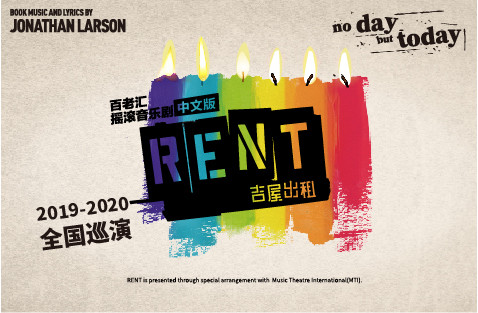 BOOK MUSIC AND LYRICS BY
JONATHAN LARSON
no day
but today
百老汇
摇滚音乐剧 中文版
RENT
吉屋出租
2019-2020
全国巡演
RENT is presented through special arrangement with Music Theatre International(MTI).